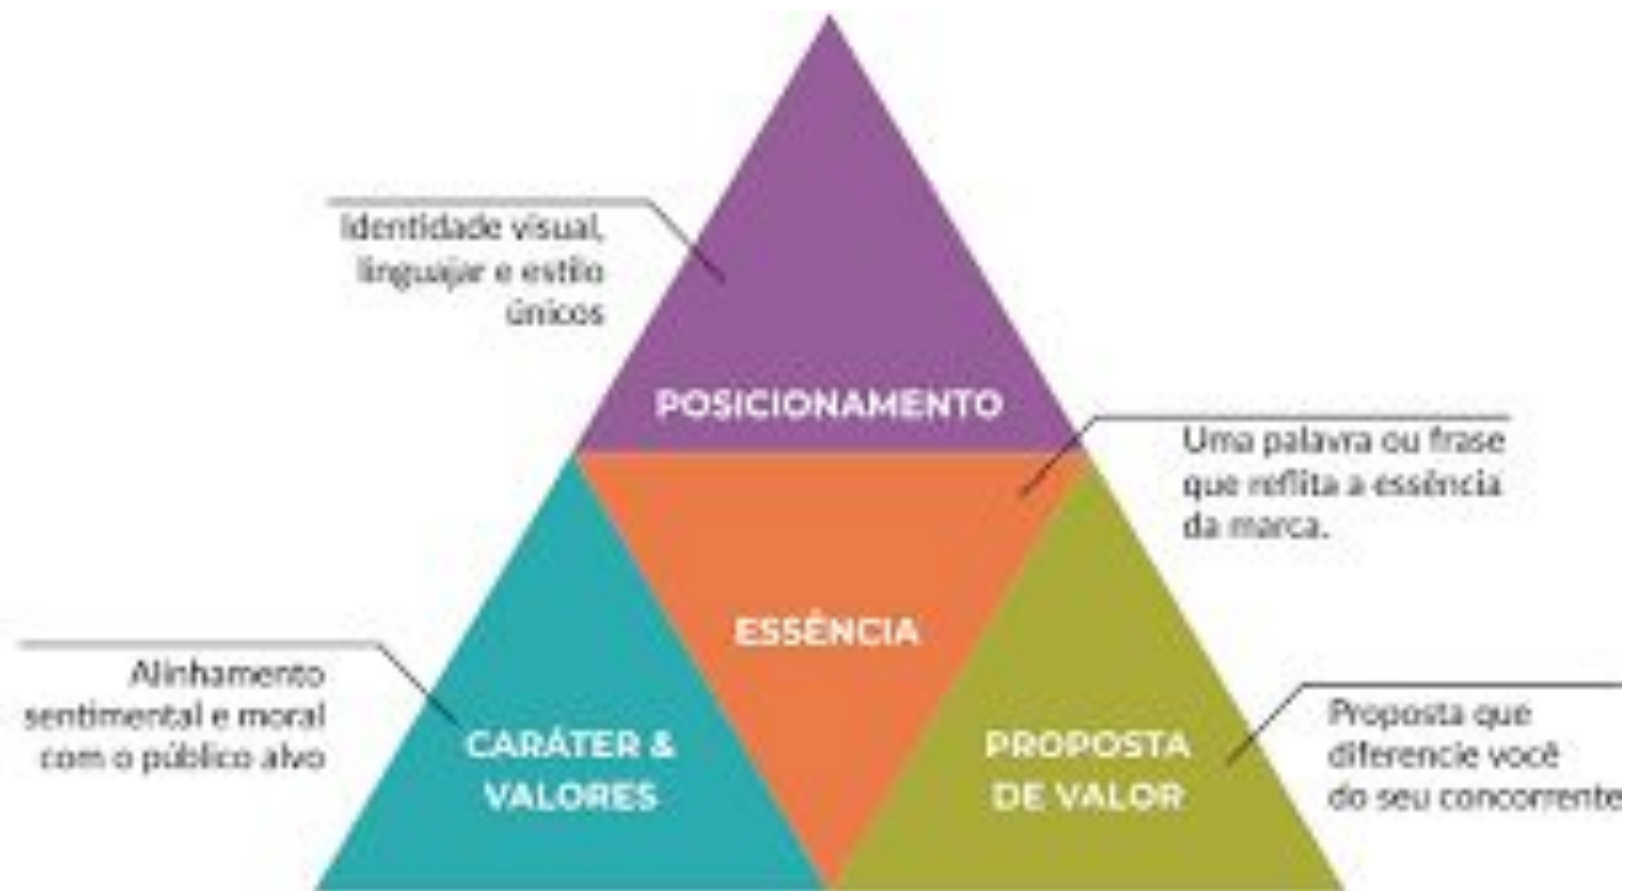 Identidade visual,
linguajar e estilo
únicos
POSICIONAMENTO
Uma palavra ou frase
que reflita a essência
da marca.
ESSÊNCIA
Alinhamento
sentimental e moral
com o público alvo
CARÁTER &
VALORES
PROPOSTA
DE VALOR
Proposta que
diferencie você
do seu concorrente